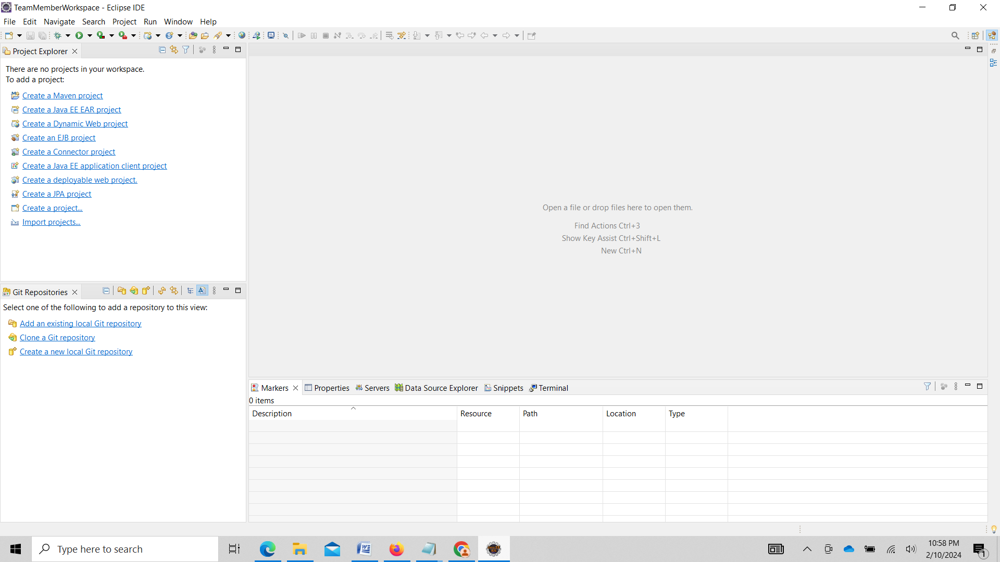 TeamMemberWorkspace - Eclipse IDE
File Edit Navigate Search Project Run Window Help
Project Explorer
There are no projects in your workspace.
To add a project:
Create a Maven project
Create a Java EE EAR project
Create a Dynamic Web project
Create an EJB project
Create a Connector project
Create a Java EE application client project
Create a deployable web project.
Create a JPA project
Create a project...
Import projects...
Open a file or drop files here to open them.
Find Actions Ctrl+3
Show Key Assist Ctrl+Shift+L
New Ctrl+N
Git Repositories
Select one of the following to add a repository to this view:
Add an existing local Git repository
Clone a Git repository
Create a new local Git repository
Markers Properties Servers Data Source Explorer Snippets Terminal
0 items
Description Resource Path Location Type
Type here to search
10:58 PM
2/10/2024
1